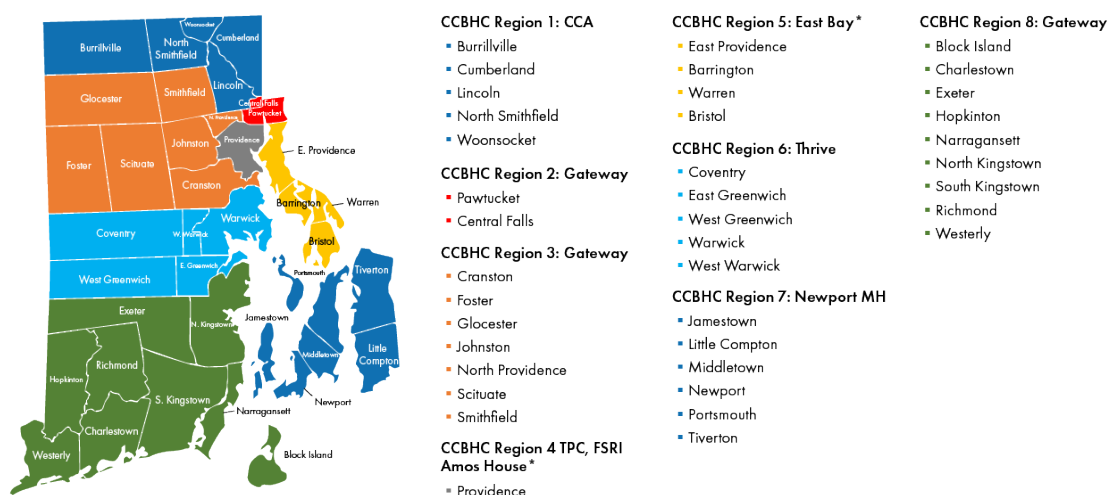 Woonsocket
Burrillville
North
Smithfield
Cumberland
Lincoln
Glocester
Smithfield
Central Falls
Pawtucket
N. Providence
Providence
Johnston
Foster
Scituate
Cranston
E. Providence
Barrington
Warren
Bristol
Warwick
Coventry
W. Warwick
E. Greenwich
West Greenwich
Portsmouth
Tiverton
Exeter
N. Kingstown
Jamestown
Middletown
Little
Compton
Richmond
Hopkinton
S. Kingstown
Newport
Narragansett
Charlestown
Westerly
Block Island
CCBHC Region 1: CCA
Burrillville
Cumberland
Lincoln
North Smithfield
Woonsocket
CCBHC Region 2: Gateway
Pawtucket
Central Falls
CCBHC Region 3: Gateway
Cranston
Foster
Glocester
Johnston
North Providence
Scituate
Smithfield
CCBHC Region 4 TPC, FSRI
Amos House*
Providence
CCBHC Region 5: East Bay*
East Providence
Barrington
Warren
Bristol
CCBHC Region 6: Thrive
Coventry
East Greenwich
West Greenwich
Warwick
West Warwick
CCBHC Region 7: Newport MH
Jamestown
Little Compton
Middletown
Newport
Portsmouth
Tiverton
CCBHC Region 8: Gateway
Block Island
Charlestown
Exeter
Hopkinton
Narragansett
North Kingstown
South Kingstown
Richmond
Westerly